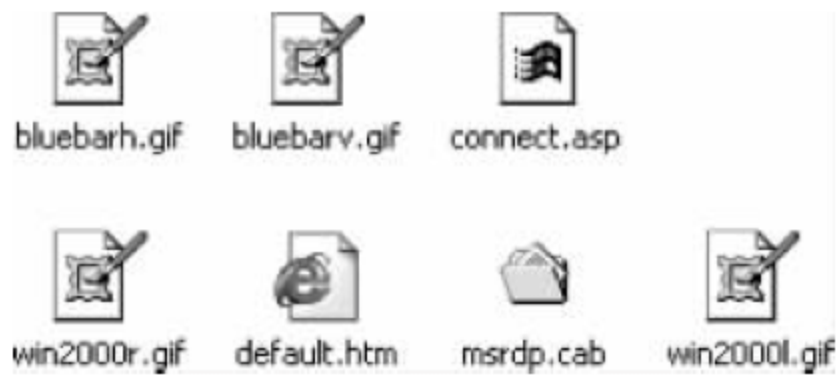 bluebarh.gif bluebarv.gif connect.asp
win2000r.gif default.htm msrdp.cab win2000l.gif